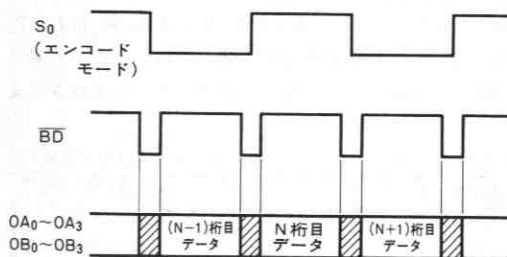 S₀
(エンコード
モード)
B̅D̅
OA₀~OA₃
OB₀~OB₃
(N−1)桁目
データ
N桁目
データ
(N+1)桁目
データ